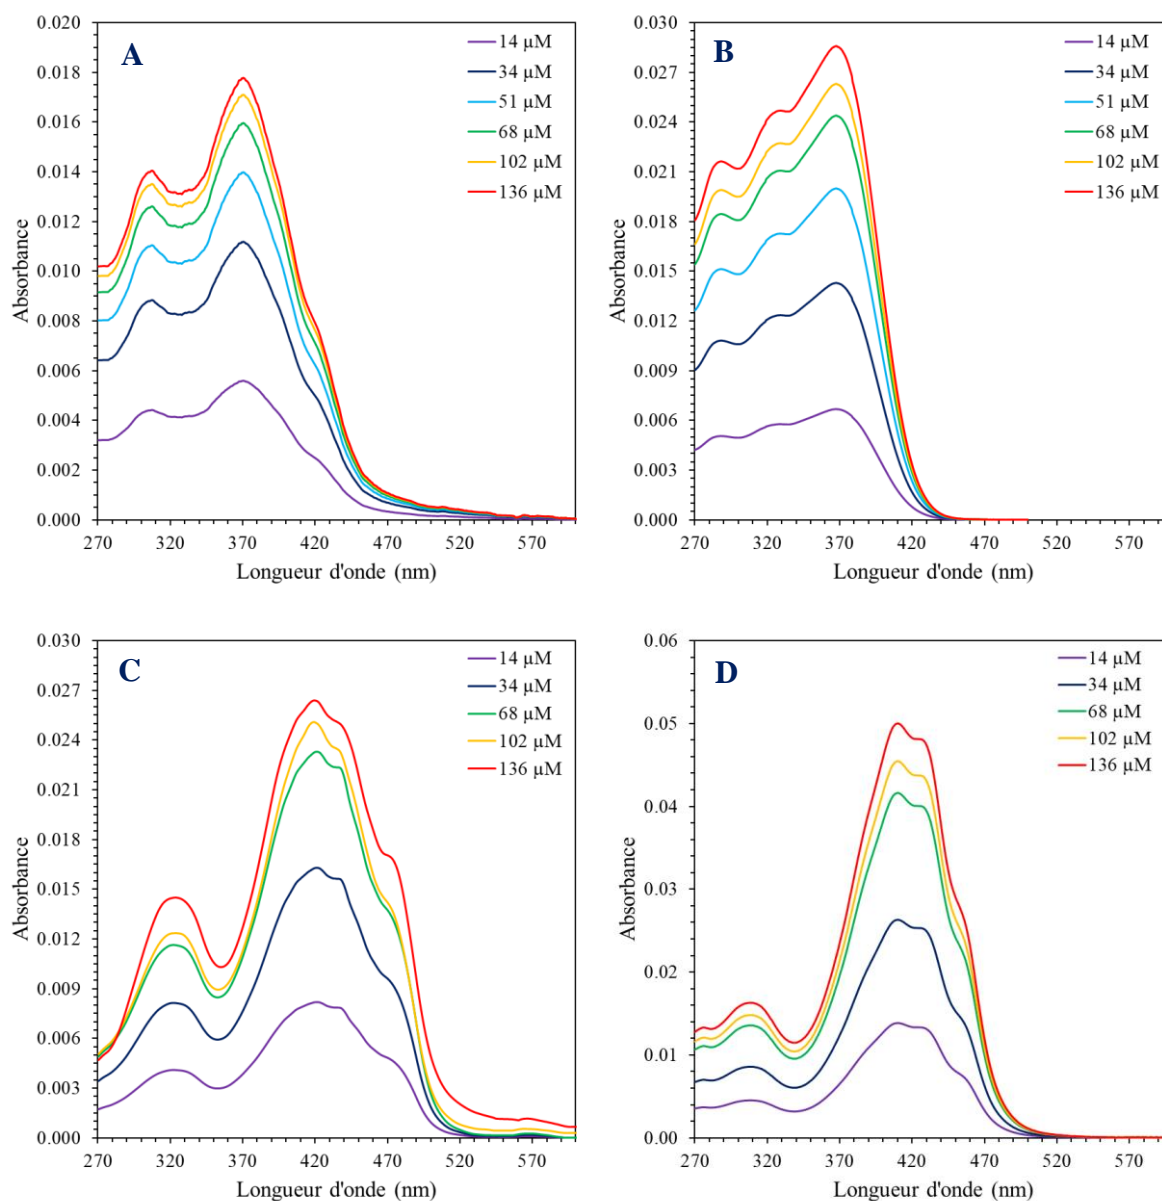 A
Absorbance
0.020
0.018
0.016
0.014
0.012
0.010
0.008
0.006
0.004
0.002
0.000
270 320 370 420 470 520 570
Longueur d'onde (nm)
14 µM
34 µM
51 µM
68 µM
102 µM
136 µM
B
Absorbance
0.030
0.027
0.024
0.021
0.018
0.015
0.012
0.009
0.006
0.003
0.000
270 320 370 420 470 520 570
Longueur d'onde (nm)
14 µM
34 µM
51 µM
68 µM
102 µM
136 µM
C
Absorbance
0.030
0.027
0.024
0.021
0.018
0.015
0.012
0.009
0.006
0.003
0.000
270 320 370 420 470 520 570
Longueur d'onde (nm)
14 µM
34 µM
68 µM
102 µM
136 µM
D
Absorbance
0.06
0.05
0.04
0.03
0.02
0.01
0.00
270 320 370 420 470 520 570
Longueur d'onde (nm)
14 µM
34 µM
68 µM
102 µM
136 µM